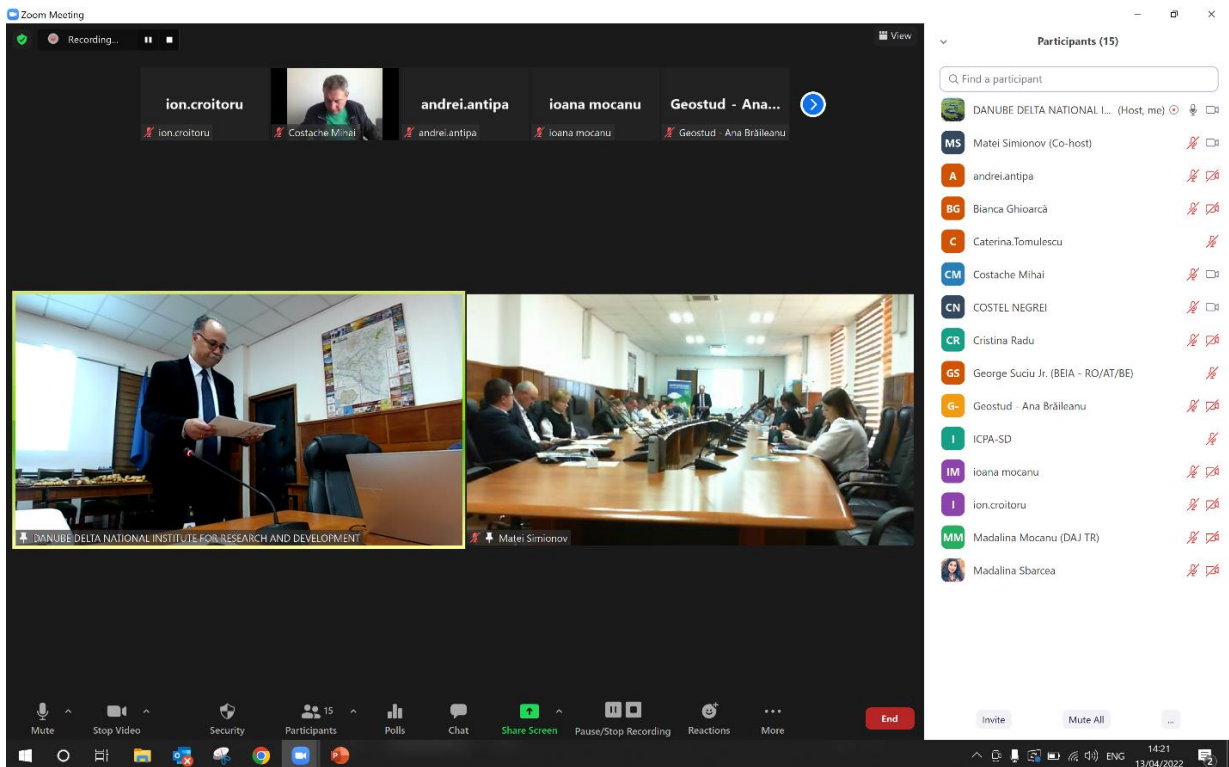 Zoom Meeting
Recording...
View
ion.croitoru
andrei.antipa
ioana mocanu
Geostud - Ana...
ion.croitoru
Costache Mihai
andrei.antipa
ioana mocanu
Geostud - Ana Brăileanu
DANUBE DELTA NATIONAL INSTITUTE FOR RESEARCH AND DEVELOPMENT
Matei Simionov
Participants (15)
Find a participant
DANUBE DELTA NATIONAL I... (Host, me)
MS Matei Simionov (Co-host)
A andrei.antipa
BG Bianca Ghioarcă
C Caterina.Tomulescu
CM Costache Mihai
CN COSTEL NEGREI
CR Cristina Radu
GS George Suciu Jr. (BEIA - RO/AT/BE)
G- Geostud - Ana Brăileanu
I ICPA-SD
IM ioana mocanu
I ion.croitoru
MM Madalina Mocanu (DAJ TR)
Madalina Sbarcea
Invite
Mute All
...
Mute
Stop Video
Security
15
Participants
Polls
Chat
Share Screen
Pause/Stop Recording
Reactions
More
End
ENG
14:21
13/04/2022